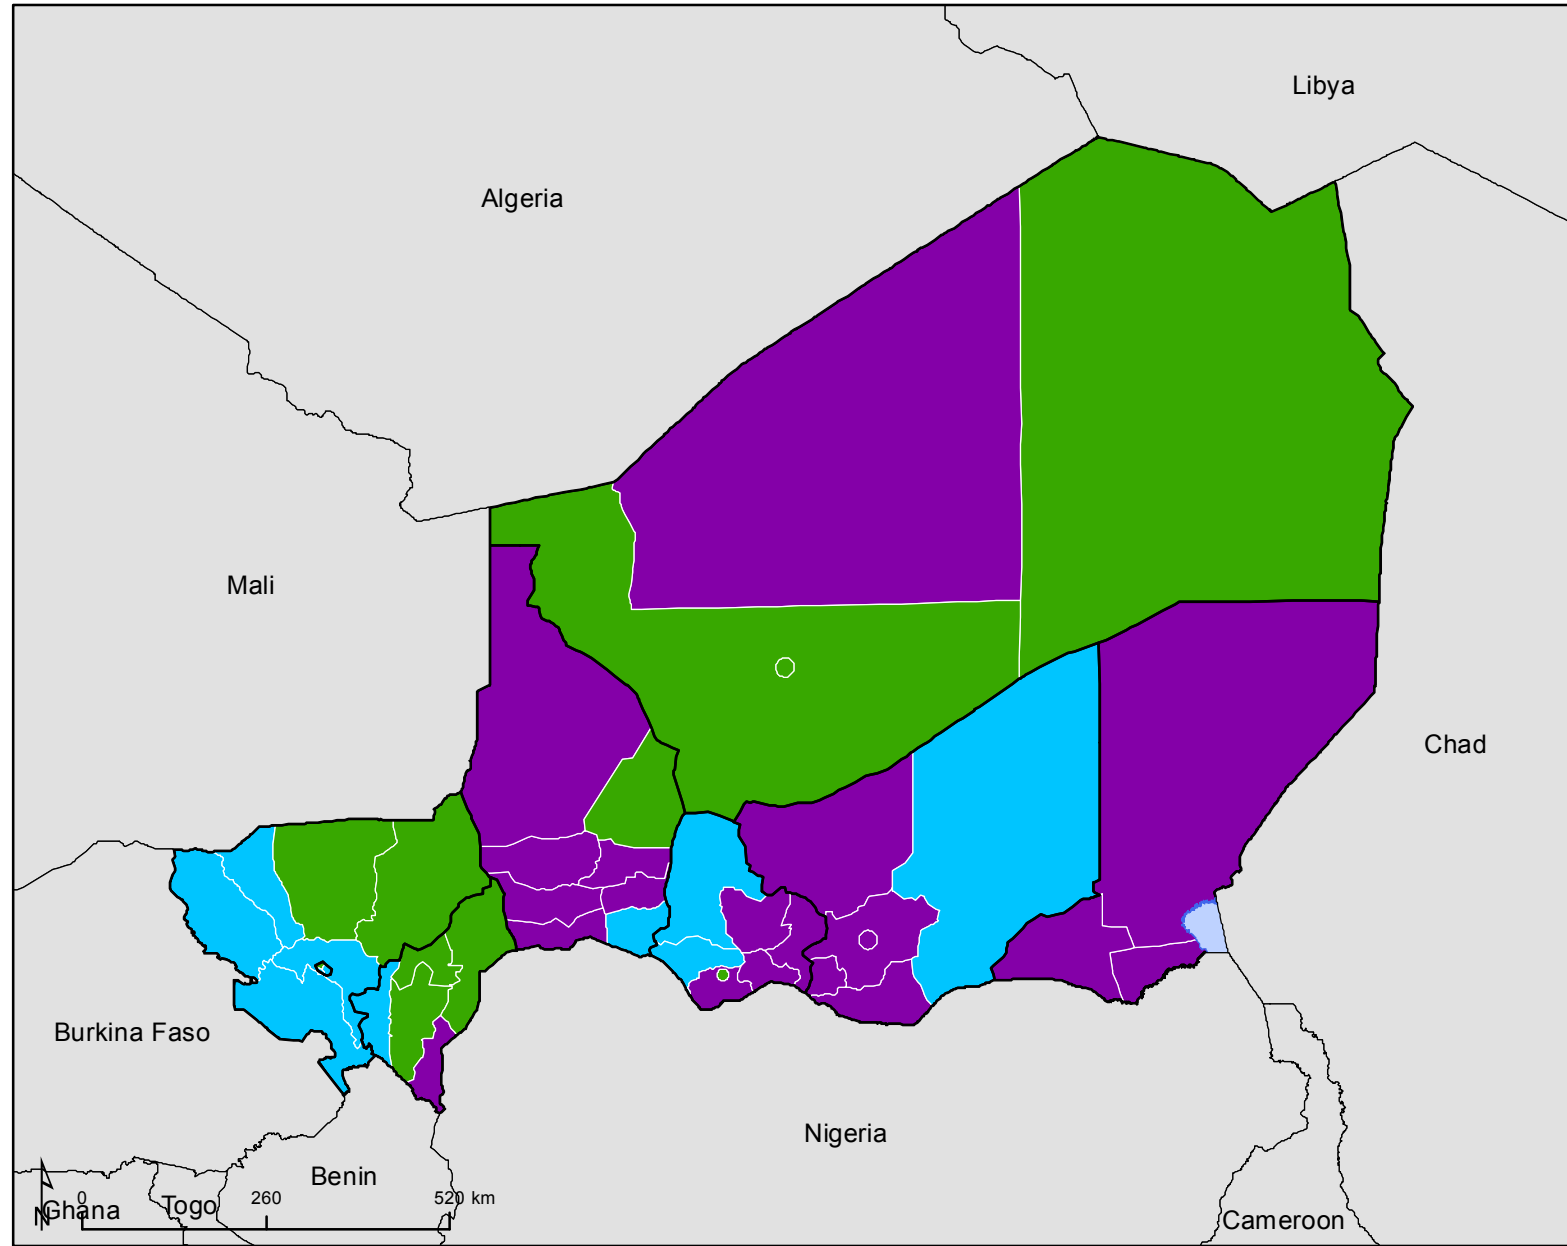 Libya
Algeria
Mali
Chad
Burkina Faso
Nigeria
Benin
0 260 520 km
N
Ghana
Togo
Cameroon